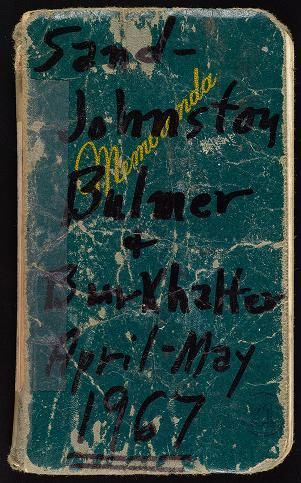 Sand-
Johnston
Memoranda
Bulmer
+
Burkhalter
April-May
1967